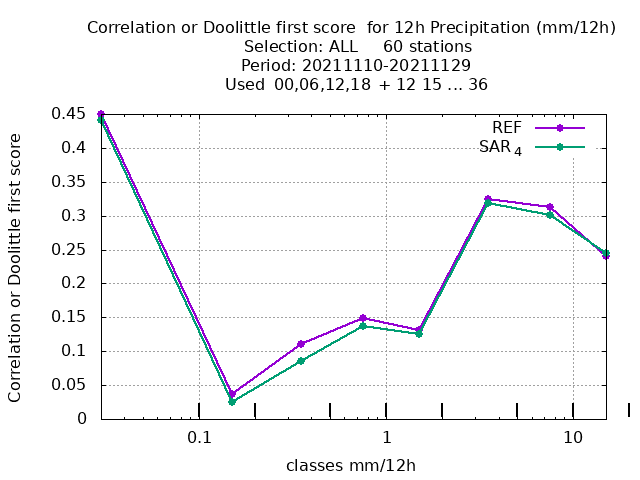 Correlation or Doolittle first score  for 12h Precipitation (mm/12h)
Selection: ALL     60 stations
Period: 20211110-20211129
Used  00,06,12,18  + 12 15 ... 36
REF
SAR 4
Correlation or Doolittle first score
0.45
0.4
0.35
0.3
0.25
0.2
0.15
0.1
0.05
0
0.1
1
10
classes mm/12h